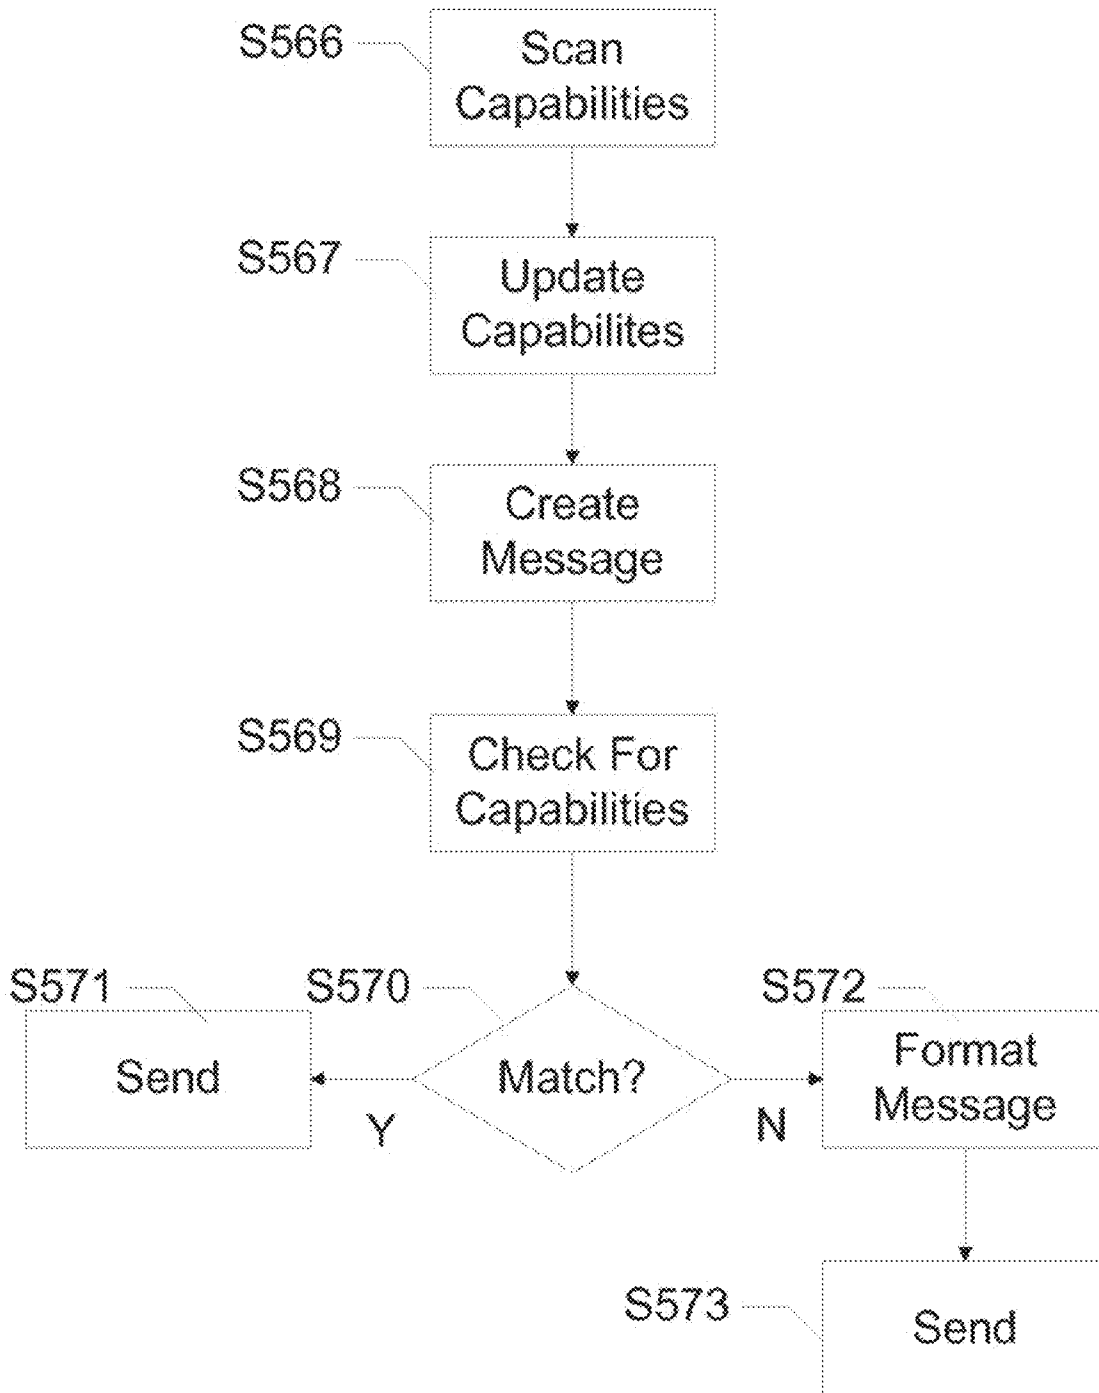 S566
Scan
Capabilities
S567
Update
Capabilites
S568
Create
Message
S569
Check For
Capabilities
S571
S570
S572
Send
Match?
Format
Message
Y
N
S573
Send